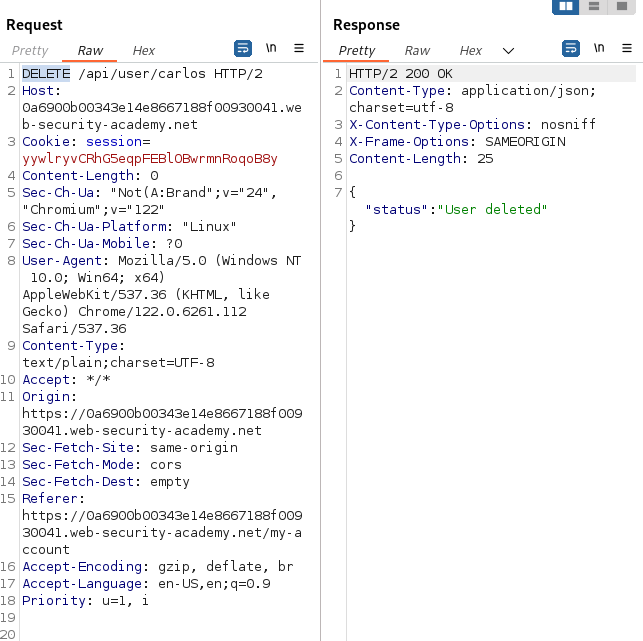 Request
Pretty Raw Hex \n
1 DELETE /api/user/carlos HTTP/2
2 Host:
0a6900b00343e14e8667188f00930041.we
b-security-academy.net
3 Cookie: session=
yywlryvCRhG5eqpFEBlOBwrmnRoqoB8y
4 Content-Length: 0
5 Sec-Ch-Ua: "Not(A:Brand";v="24",
"Chromium";v="122"
6 Sec-Ch-Ua-Platform: "Linux"
7 Sec-Ch-Ua-Mobile: ?0
8 User-Agent: Mozilla/5.0 (Windows NT
10.0; Win64; x64)
AppleWebKit/537.36 (KHTML, like
Gecko) Chrome/122.0.6261.112
Safari/537.36
9 Content-Type:
text/plain;charset=UTF-8
10 Accept: */*
11 Origin:
https://0a6900b00343e14e8667188f009
30041.web-security-academy.net
12 Sec-Fetch-Site: same-origin
13 Sec-Fetch-Mode: cors
14 Sec-Fetch-Dest: empty
15 Referer:
https://0a6900b00343e14e8667188f009
30041.web-security-academy.net/my-a
ccount
16 Accept-Encoding: gzip, deflate, br
17 Accept-Language: en-US,en;q=0.9
18 Priority: u=1, i
19
20
Response
Pretty Raw Hex \n
1 HTTP/2 200 OK
2 Content-Type: application/json;
charset=utf-8
3 X-Content-Type-Options: nosniff
4 X-Frame-Options: SAMEORIGIN
5 Content-Length: 25
6
7 {
"status":"User deleted"
}